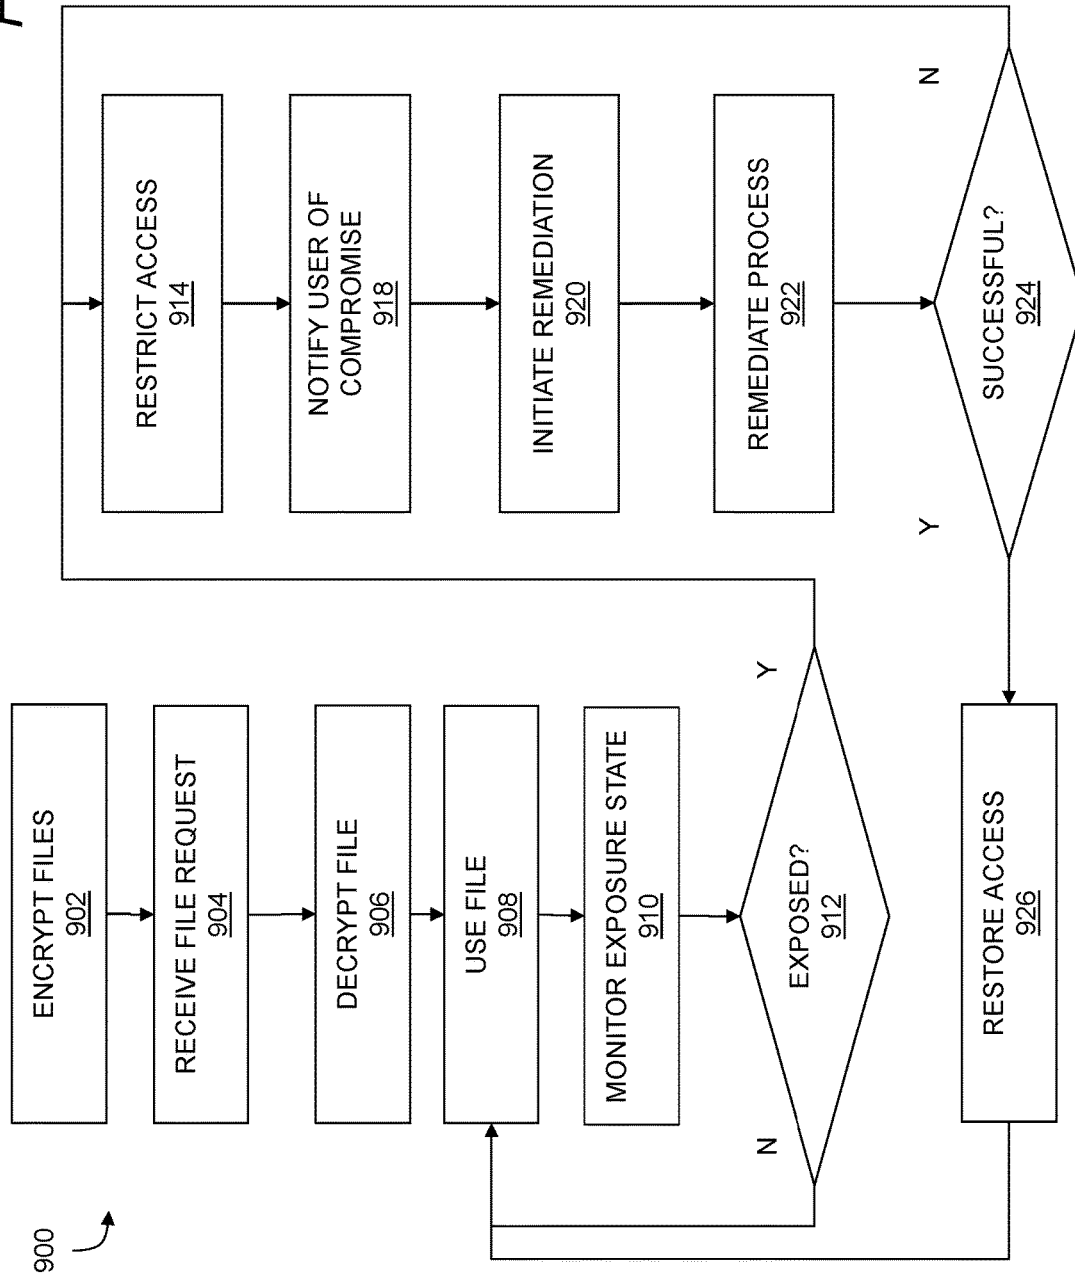 900
ENCRYPT FILES
902
RECEIVE FILE REQUEST
904
DECRYPT FILE
906
USE FILE
908
MONITOR EXPOSURE STATE
910
EXPOSED?
912
N
Y
RESTRICT ACCESS
914
NOTIFY USER OF
COMPROMISE
918
INITIATE REMEDIATION
920
REMEDIATE PROCESS
922
SUCCESSFUL?
924
Y
N
RESTORE ACCESS
926